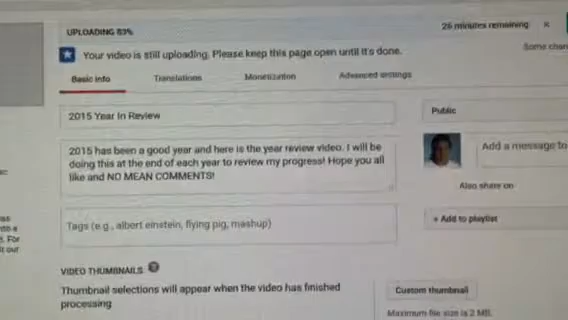 UPLOADING 83%
26 minutes remaining
Your video is still uploading. Please keep this page open until it's done.
Some chan
Basic info
Translations
Monetization
Advanced settings
2015 Year In Review
Public
2015 has been a good year and here is the year review video. I will be
doing this at the end of each year to review my progress! Hope you all
like and NO MEAN COMMENTS!
Add a message to
Also share on
Tags (e.g., albert einstein, flying pig, mashup)
+ Add to playlist
For
VIDEO THUMBNAILS ?
Thumbnail selections will appear when the video has finished
processing
Custom thumbnail
Maximum file size is 2 MB.